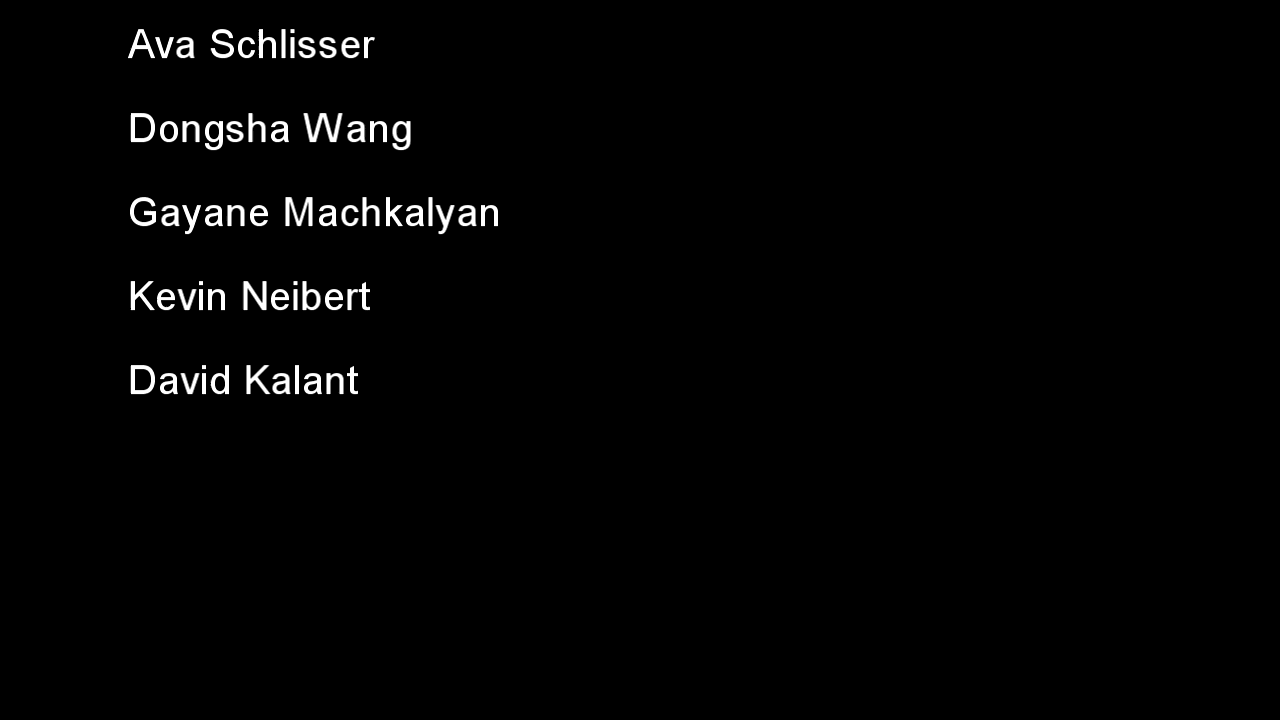 Ava Schlisser
Dongsha Wang
Gayane Machkalyan
Kevin Neibert
David Kalant